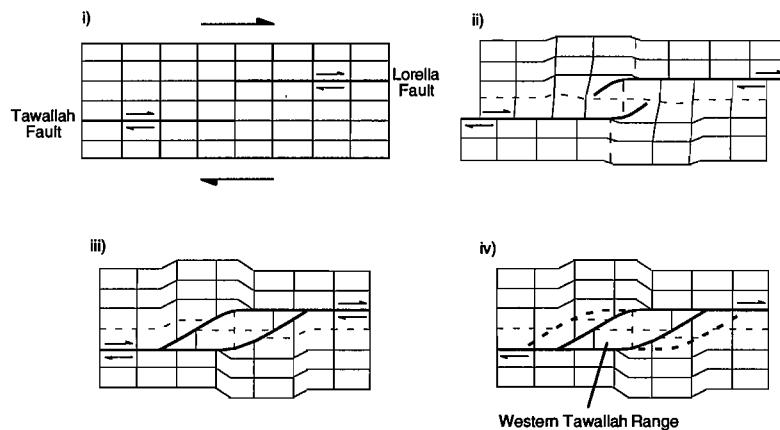 i)
ii)
Lorella
Fault
Tawallah
Fault
iii)
iv)
Western Tawallah Range